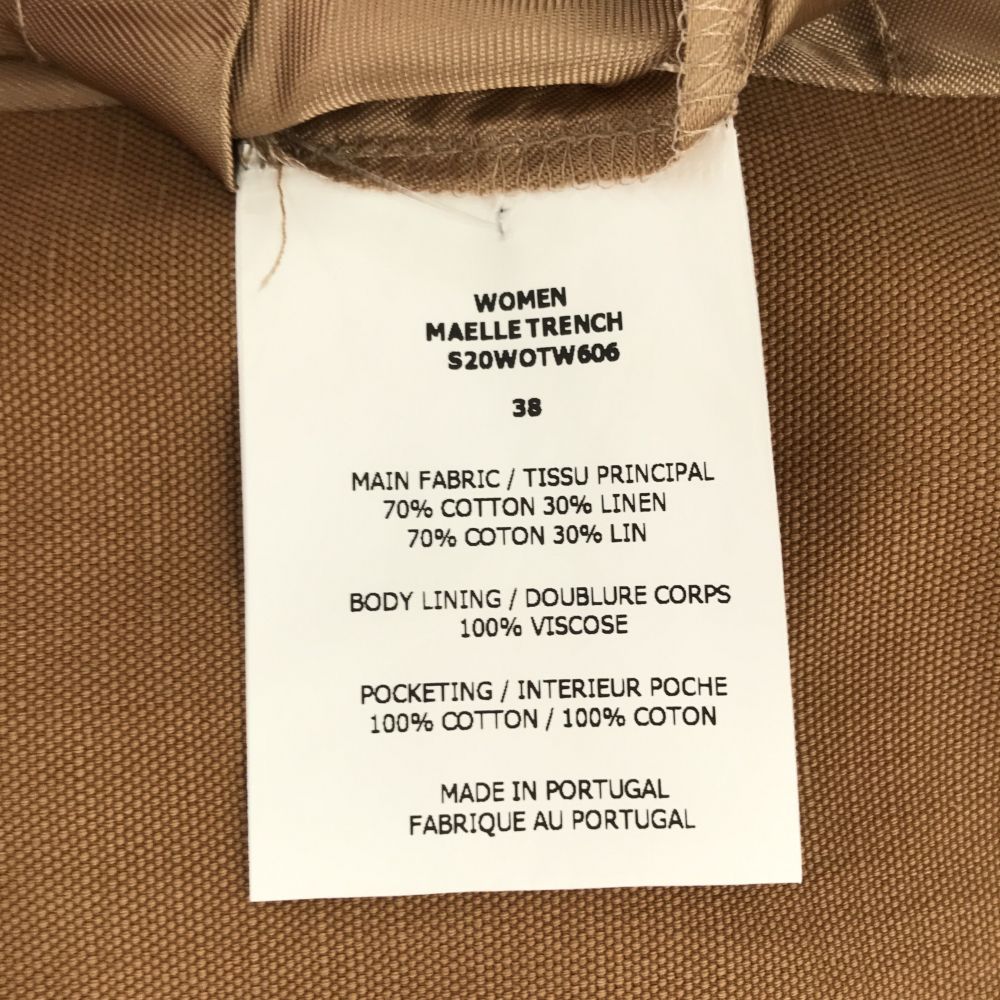 WOMEN
MAELLE TRENCH
S20WOTW606
38
MAIN FABRIC / TISSU PRINCIPAL
70% COTTON 30% LINEN
70% COTON 30% LIN
BODY LINING / DOUBLURE CORPS
100% VISCOSE
POCKETING / INTERIEUR POCHE
100% COTTON / 100% COTON
MADE IN PORTUGAL
FABRIQUE AU PORTUGAL